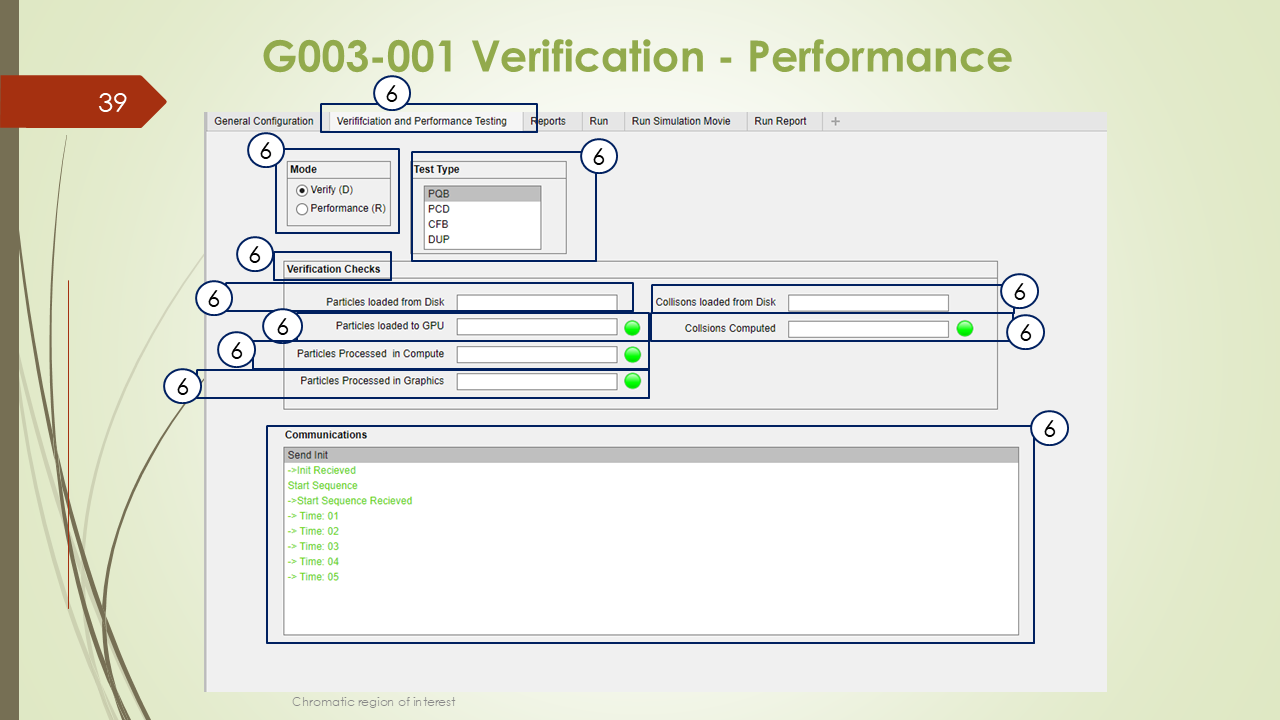 G003-001 Verification - Performance
39
6
General Configuration Verififciation and Performance Testing Reports Run Run Simulation Movie Run Report +
6
6
Mode
Test Type
Verify (D)
Performance (R)
PQB
PCD
CFB
DUP
6
Verification Checks
6
6
Particles loaded from Disk
Collisons loaded from Disk
6
Particles loaded to GPU
Collsions Computed
6
6
Particles Processed in Compute
6
Particles Processed in Graphics
6
Communications
Send Init
->Init Recieved
Start Sequence
->Start Sequence Recieved
-> Time: 01
-> Time: 02
-> Time: 03
-> Time: 04
-> Time: 05
Chromatic region of interest